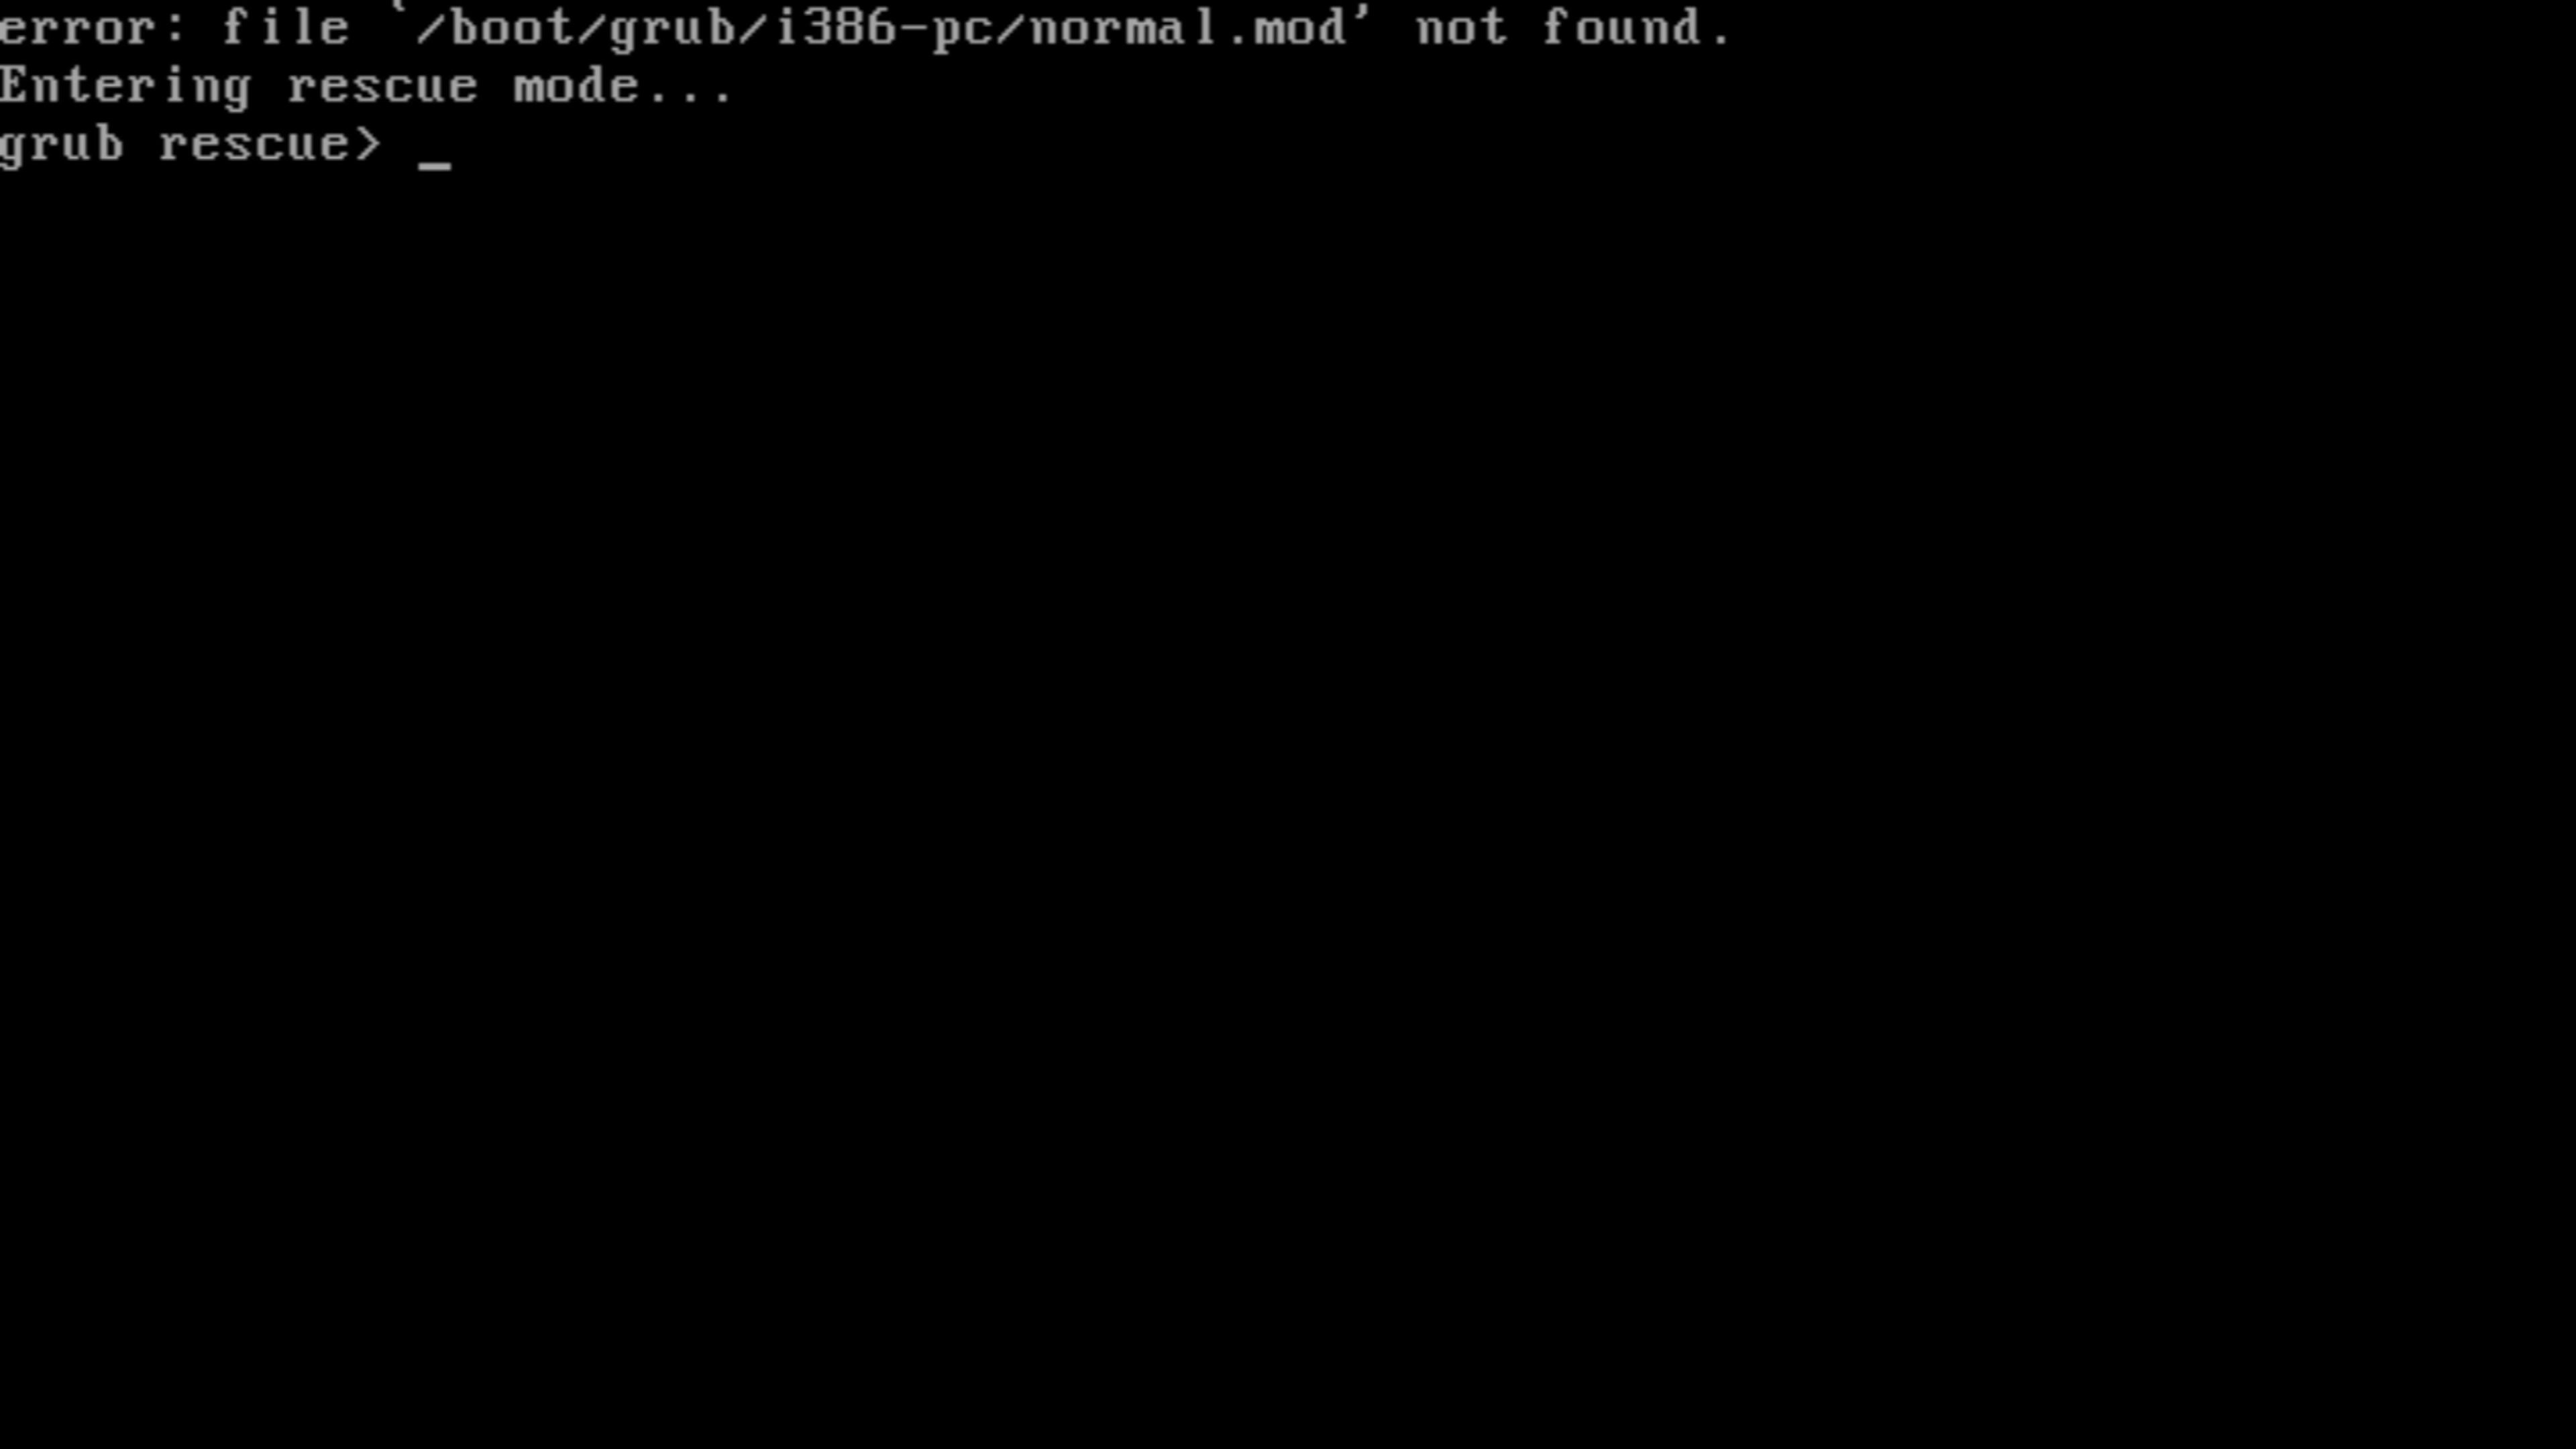 error: file `/boot/grub/i386-pc/normal.mod' not found.
Entering rescue mode...
grub rescue> _